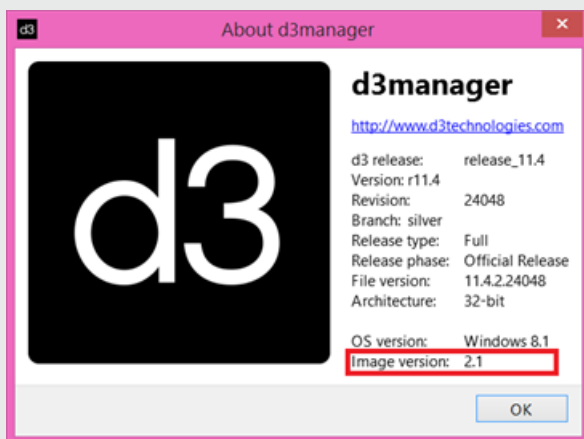 d3
About d3manager
d3
d3manager
http://www.d3technologies.com
d3 release: release_11.4
Version: r11.4
Revision: 24048
Branch: silver
Release type: Full
Release phase: Official Release
File version: 11.4.2.24048
Architecture: 32-bit
OS version: Windows 8.1
Image version: 2.1
OK